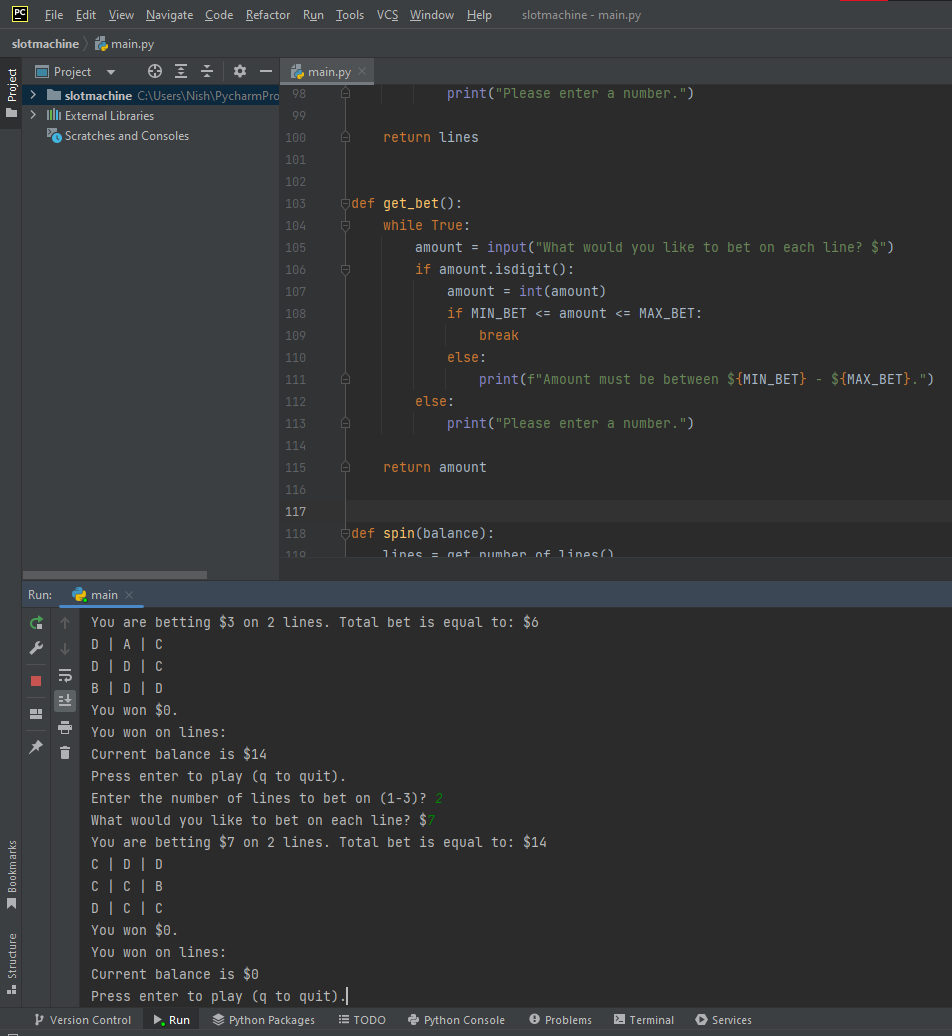 PC File Edit View Navigate Code Refactor Run Tools VCS Window Help slotmachine - main.py
slotmachine main.py
Project main.py
Project
slotmachine C:\Users\Nish\PycharmPro
External Libraries
Scratches and Consoles
98 print("Please enter a number.")
99
100 return lines
101
102
103 def get_bet():
104 while True:
105 amount = input("What would you like to bet on each line? $")
106 if amount.isdigit():
107 amount = int(amount)
108 if MIN_BET <= amount <= MAX_BET:
109 break
110 else:
111 print(f"Amount must be between ${MIN_BET} - ${MAX_BET}.")
112 else:
113 print("Please enter a number.")
114
115 return amount
116
117
118 def spin(balance):
119 lines = get_number_of_lines()
Run: main
You are betting $3 on 2 lines. Total bet is equal to: $6
D | A | C
D | D | C
B | D | D
You won $0.
You won on lines:
Current balance is $14
Press enter to play (q to quit).
Enter the number of lines to bet on (1-3)? 2
What would you like to bet on each line? $7
You are betting $7 on 2 lines. Total bet is equal to: $14
C | D | D
C | C | B
D | C | C
You won $0.
You won on lines:
Current balance is $0
Press enter to play (q to quit).
Bookmarks
Structure
Version Control Run Python Packages TODO Python Console Problems Terminal Services